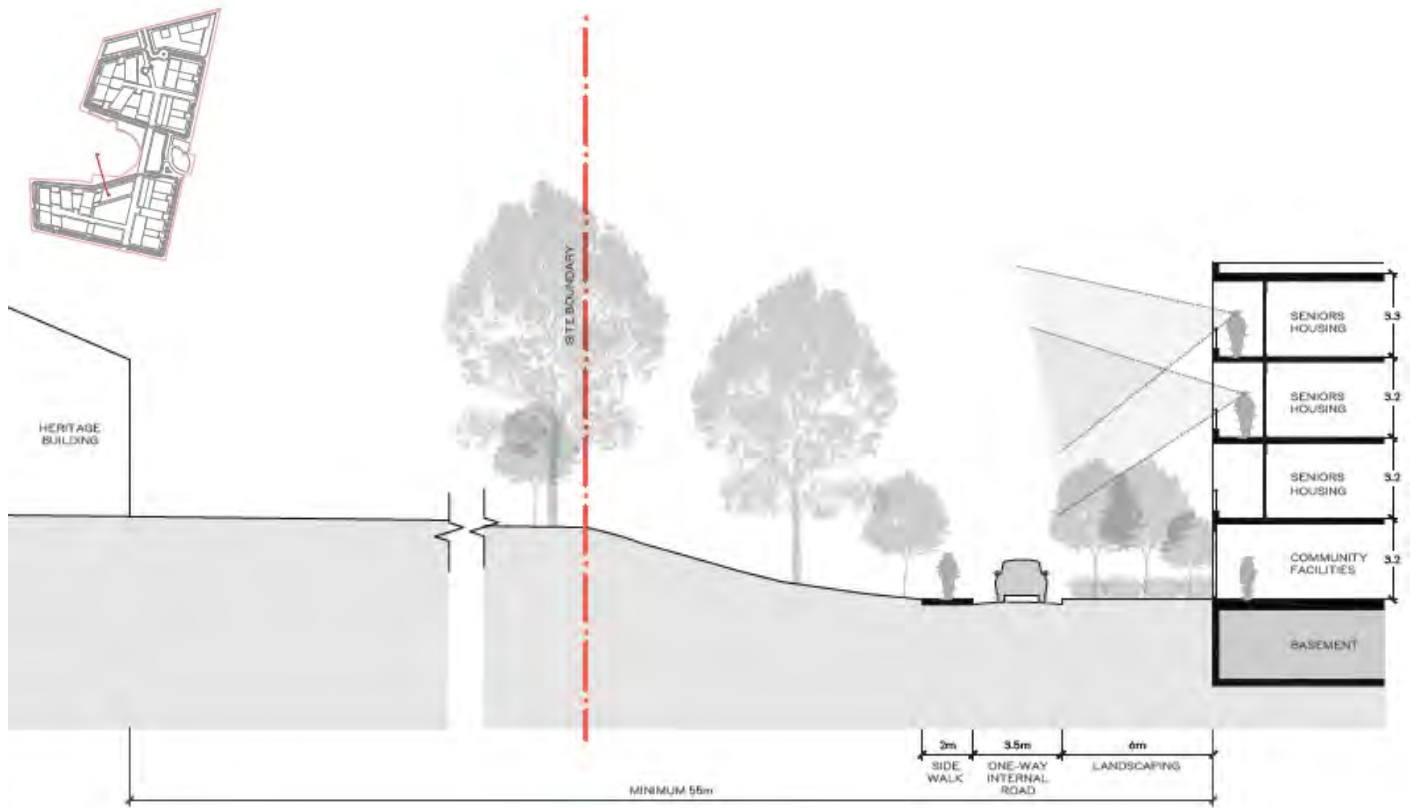 SITE BOUNDARY
HERITAGE
BUILDING
SENIORS
HOUSING
3.3
SENIORS
HOUSING
3.2
SENIORS
HOUSING
3.2
COMMUNITY
FACILITIES
3.2
BASEMENT
2m
SIDE
WALK
3.5m
ONE-WAY
INTERNAL
ROAD
6m
LANDSCAPING
MINIMUM 55m